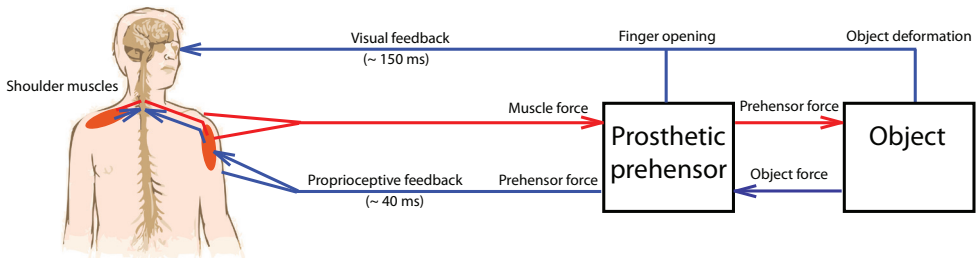 Visual feedback
(~ 150 ms)
Finger opening
Object deformation
Shoulder muscles
Muscle force
Prehensor force
Prosthetic
prehensor
Object
Proprioceptive feedback
(~ 40 ms)
Prehensor force
Object force